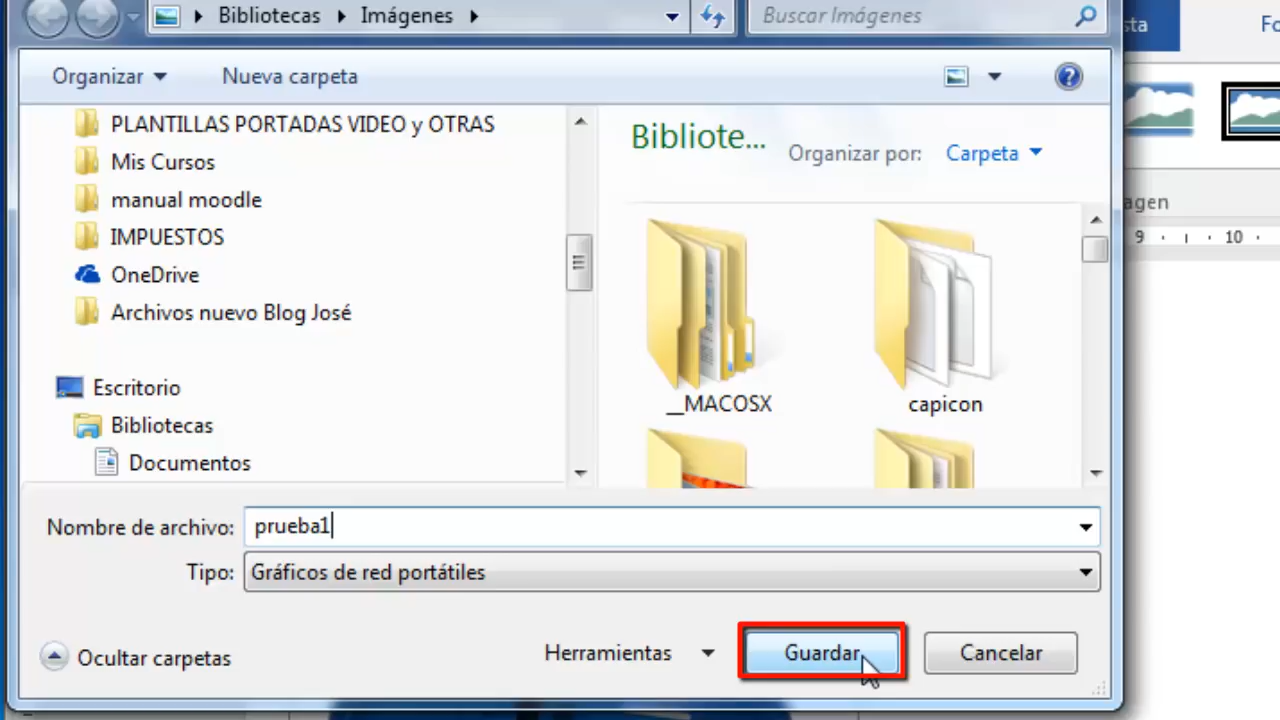 Bibliotecas Imágenes
Buscar Imágenes
Organizar
Nueva carpeta
PLANTILLAS PORTADAS VIDEO y OTRAS
Mis Cursos
manual moodle
IMPUESTOS
OneDrive
Archivos nuevo Blog José
Escritorio
Bibliotecas
Documentos
Bibliote...
Organizar por: Carpeta
__MACOSX
capicon
Nombre de archivo: prueba1
Tipo: Gráficos de red portátiles
Ocultar carpetas
Herramientas
Guardar
Cancelar
sta
Fo
agen
9 10